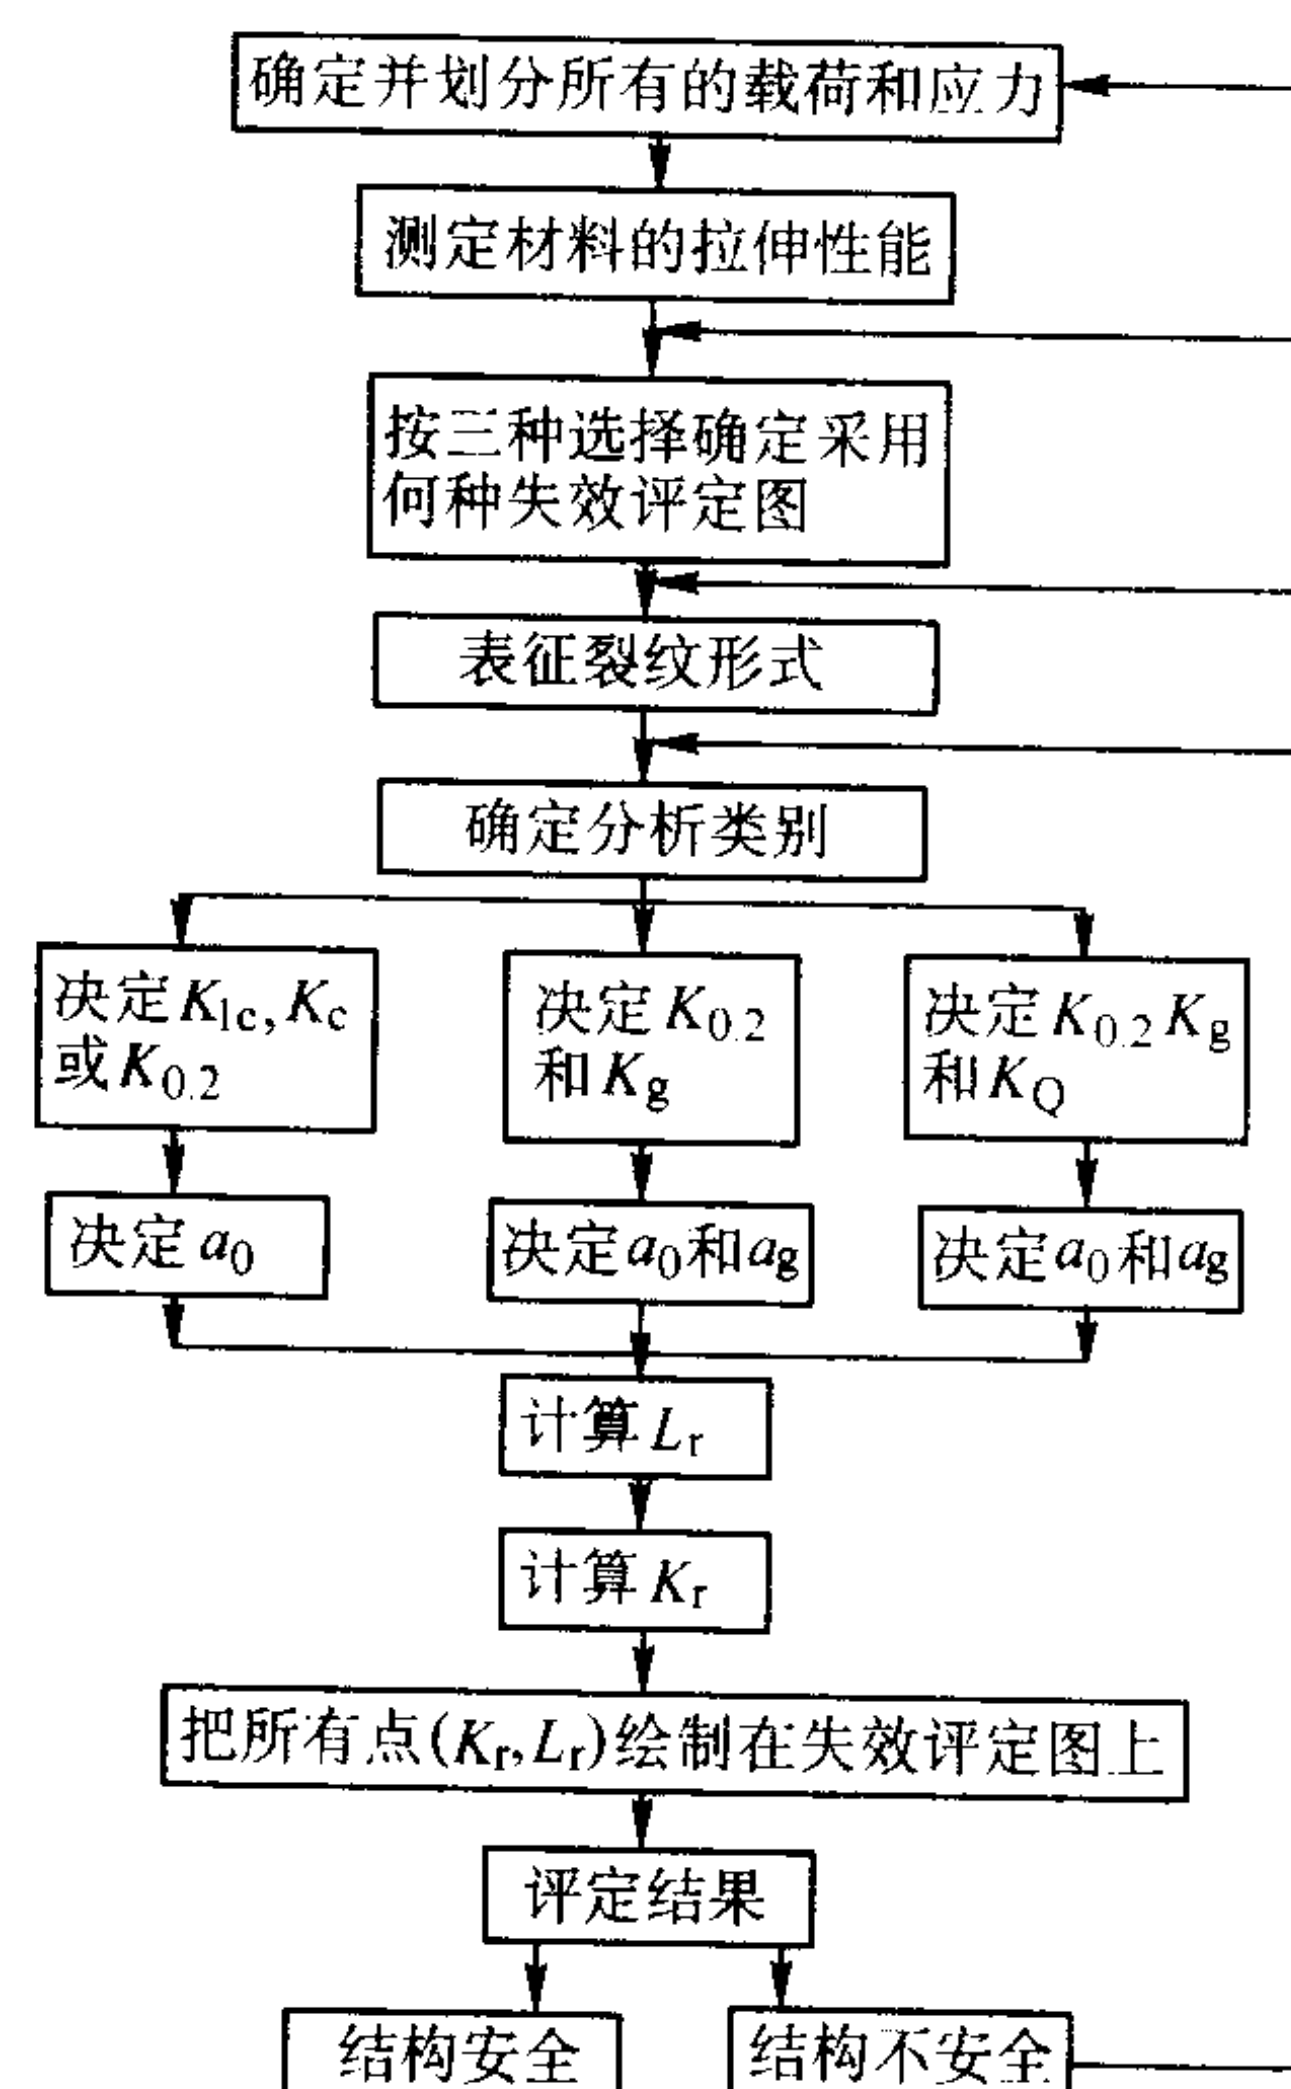 确定并划分所有的载荷和应力
测定材料的拉伸性能
按三种选择确定采用
何种失效评定图
表征裂纹形式
确定分析类别
决定K1c,Kc
或K0.2
决定K0.2
和Kg
决定K0.2Kg
和KQ
决定a0
决定a0和ag
决定a0和ag
计算Lr
计算Kr
把所有点(Kr,Lr)绘制在失效评定图上
评定结果
结构安全
结构不安全